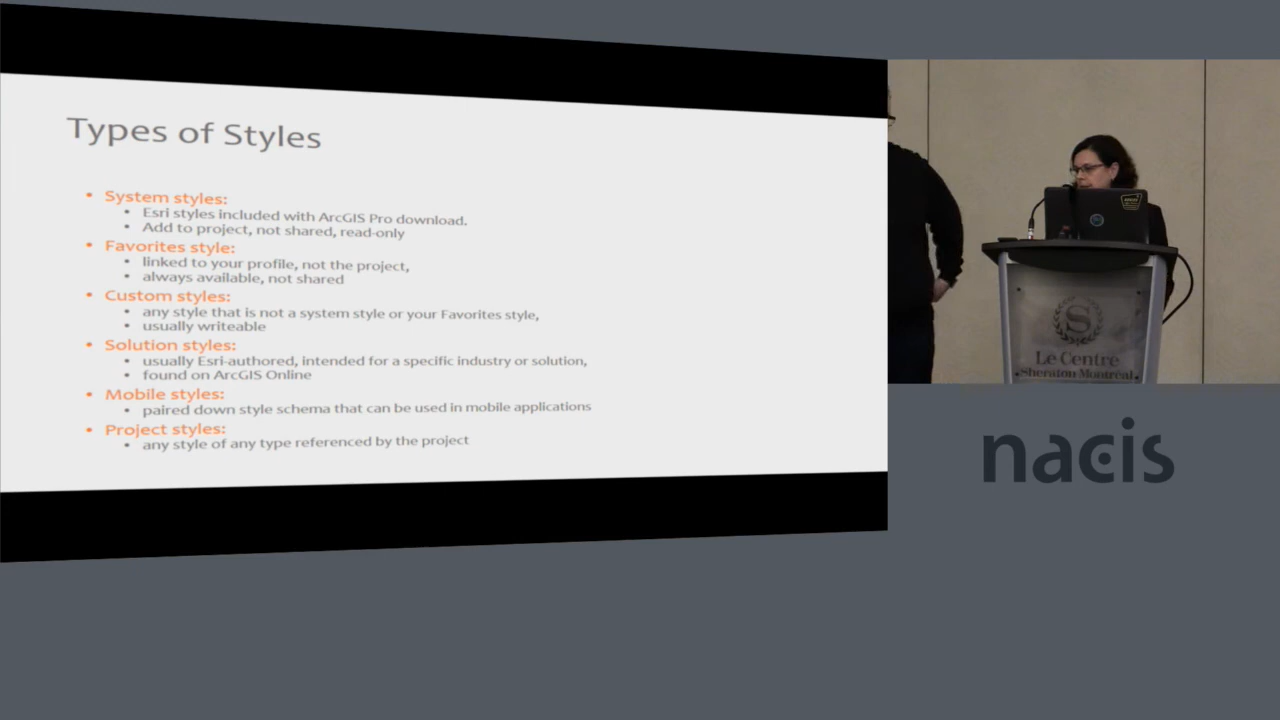 Types of Styles
• System styles:
• Esri styles included with ArcGIS Pro download.
• Add to project, not shared, read-only
• Favorites style:
• linked to your profile, not the project,
• always available, not shared
• Custom styles:
• any style that is not a system style or your Favorites style,
• usually writeable
• Solution styles:
• usually Esri-authored, intended for a specific industry or solution,
• found on ArcGIS Online
• Mobile styles:
• paired down style schema that can be used in mobile applications
• Project styles:
• any style of any type referenced by the project
S
Le Centre
Sheraton Montréal
nacis